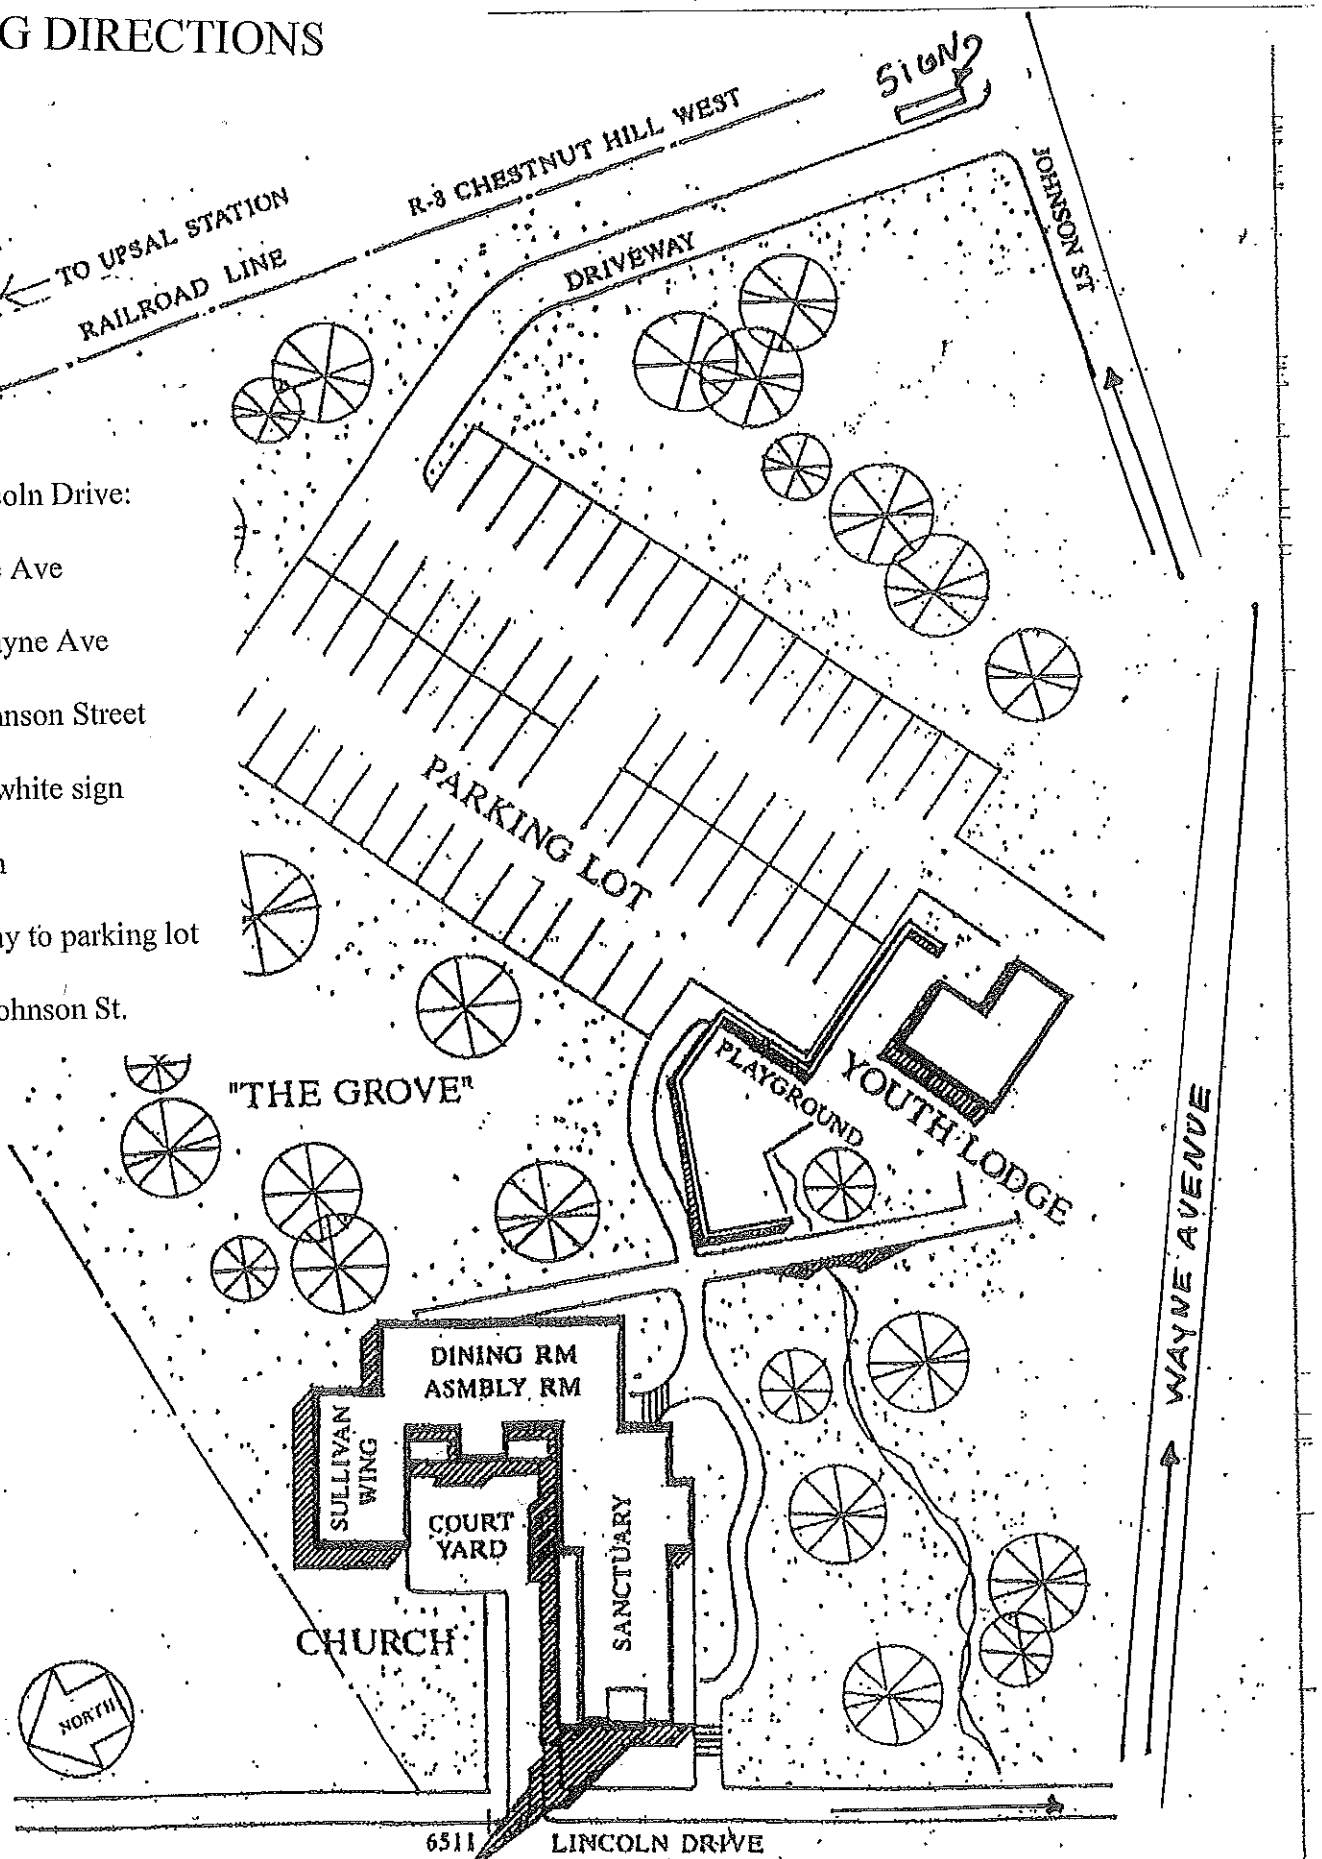 G DIRECTIONS
SIGN
R-8 CHESTNUT HILL WEST
TO UPSAL STATION
RAILROAD LINE
DRIVEWAY
JOHNSON ST
oln Drive:
Ave
yne Ave
nson Street
white sign
n
y to parking lot
ohnson St.
PARKING LOT
"THE GROVE"
PLAYGROUND
YOUTH LODGE
WAYNE AVENUE
DINING RM
ASMBLY RM
SULLIVAN
WING
COURT
YARD
SANCTUARY
CHURCH
NORTH
6511
LINCOLN DRIVE